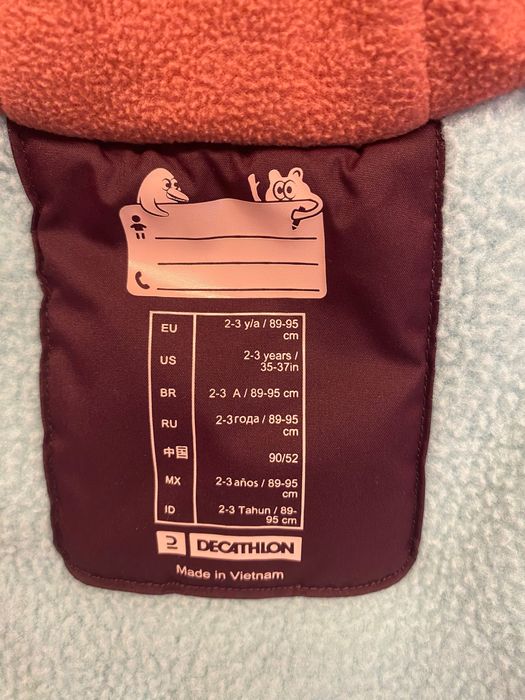 EU 2-3 y/a / 89-95
cm
US 2-3 years /
35-37in
BR 2-3 A / 89-95 cm
RU 2-3 года / 89-95
cm
中国 90/52
MX 2-3 años / 89-95
cm
ID 2-3 Tahun / 89-
95 cm
DECATHLON
Made in Vietnam